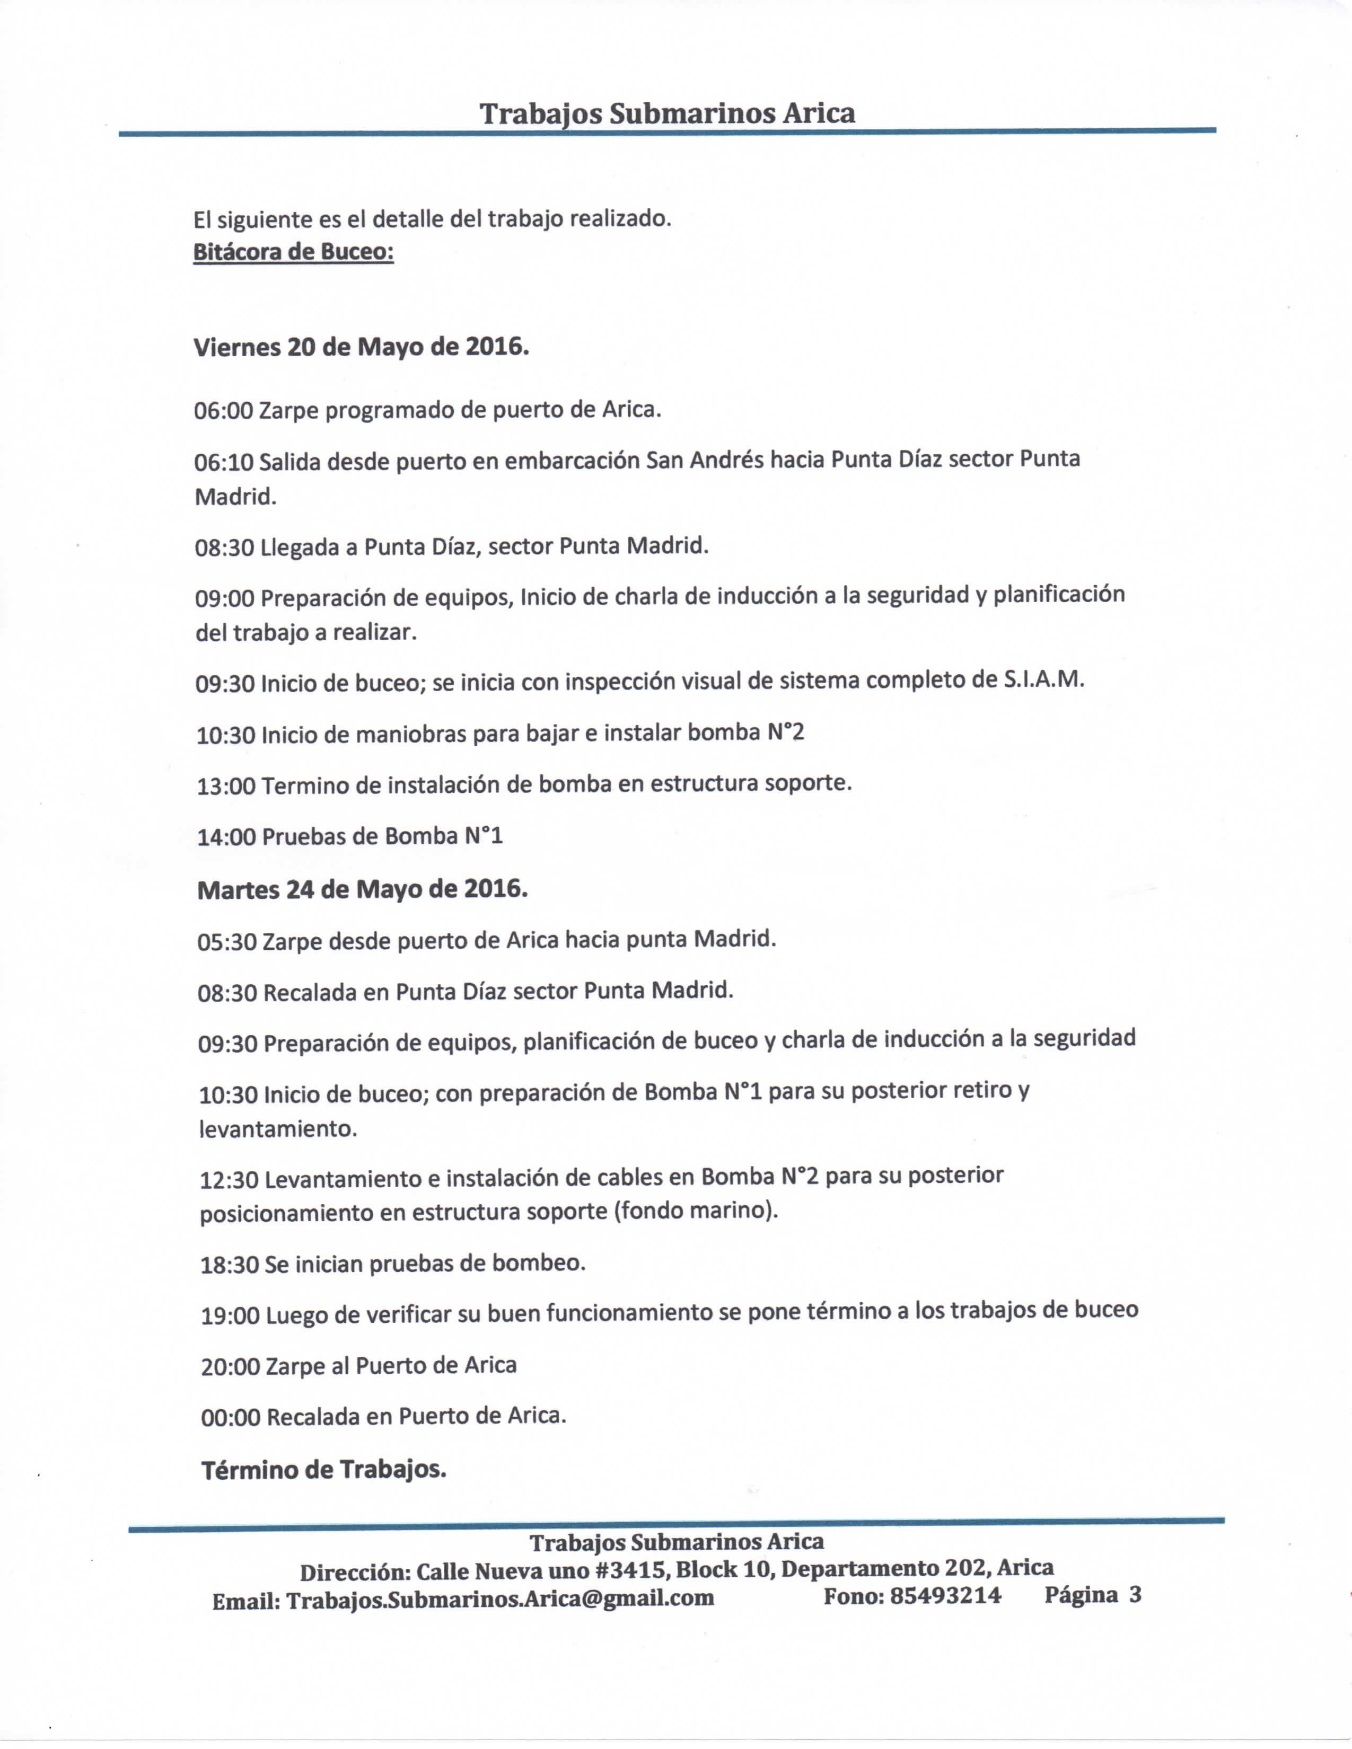 Trabajos Submarinos Arica
El siguiente es el detalle del trabajo realizado.
Bitácora de Buceo:
Viernes 20 de Mayo de 2016.
06:00 Zarpe programado de puerto de Arica.
06:10 Salida desde puerto en embarcación San Andrés hacia Punta Díaz sector Punta
Madrid.
08:30 Llegada a Punta Díaz, sector Punta Madrid.
09:00 Preparación de equipos, Inicio de charla de inducción a la seguridad y planificación
del trabajo a realizar.
09:30 Inicio de buceo; se inicia con inspección visual de sistema completo de S.I.A.M.
10:30 Inicio de maniobras para bajar e instalar bomba N°2
13:00 Termino de instalación de bomba en estructura soporte.
14:00 Pruebas de Bomba N°1
Martes 24 de Mayo de 2016.
05:30 Zarpe desde puerto de Arica hacia punta Madrid.
08:30 Recalada en Punta Díaz sector Punta Madrid.
09:30 Preparación de equipos, planificación de buceo y charla de inducción a la seguridad
10:30 Inicio de buceo; con preparación de Bomba N°1 para su posterior retiro y
levantamiento.
12:30 Levantamiento e instalación de cables en Bomba N°2 para su posterior
posicionamiento en estructura soporte (fondo marino).
18:30 Se inician pruebas de bombeo.
19:00 Luego de verificar su buen funcionamiento se pone término a los trabajos de buceo
20:00 Zarpe al Puerto de Arica
00:00 Recalada en Puerto de Arica.
Término de Trabajos.
Trabajos Submarinos Arica
Dirección: Calle Nueva uno #3415, Block 10, Departamento 202, Arica
Email: Trabajos.Submarinos.Arica@gmail.com Fono: 85493214 Página 3